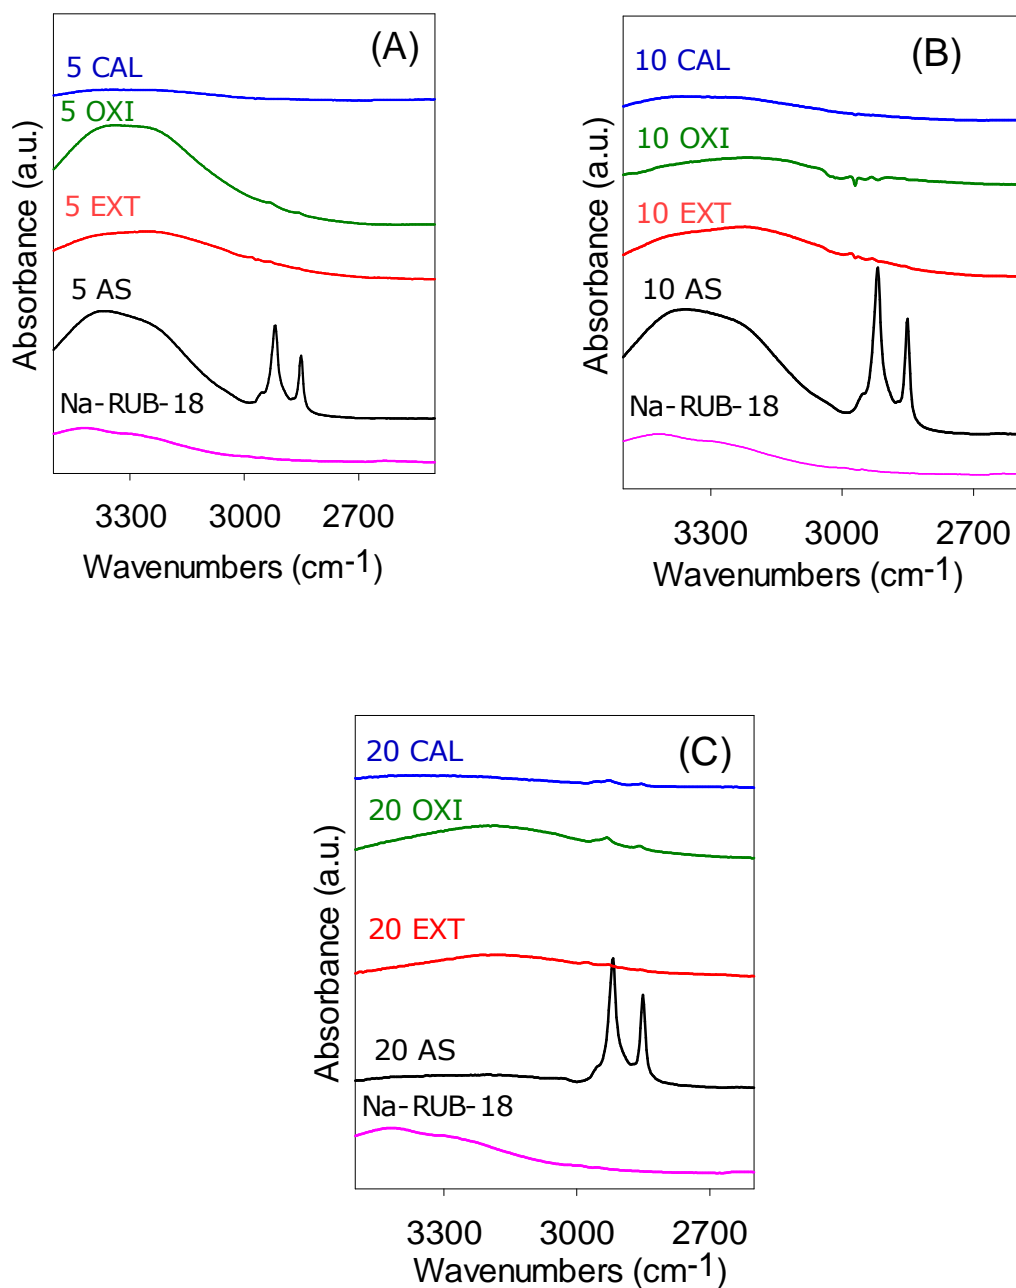 (A)
5 CAL
5 OXI
5 EXT
5 AS
Na-RUB-18
Absorbance (a.u.)
3300 3000 2700
Wavenumbers (cm-1)
(B)
10 CAL
10 OXI
10 EXT
10 AS
Na-RUB-18
Absorbance (a.u.)
3300 3000 2700
Wavenumbers (cm-1)
(C)
20 CAL
20 OXI
20 EXT
20 AS
Na-RUB-18
Absorbance (a.u.)
3300 3000 2700
Wavenumbers (cm-1)